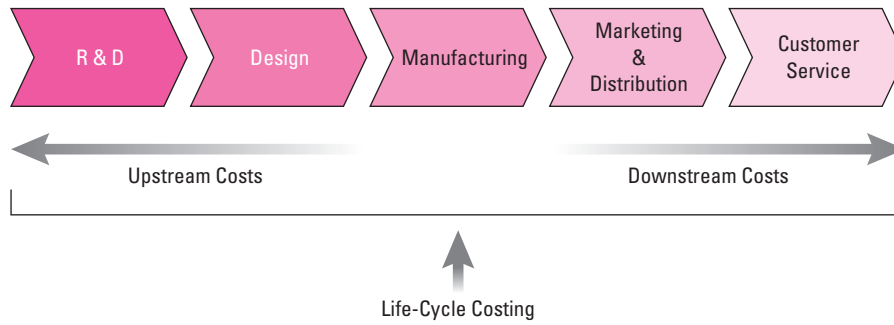 R & D
Design
Manufacturing
Marketing
&
Distribution
Customer
Service
Upstream Costs
Downstream Costs
Life-Cycle Costing